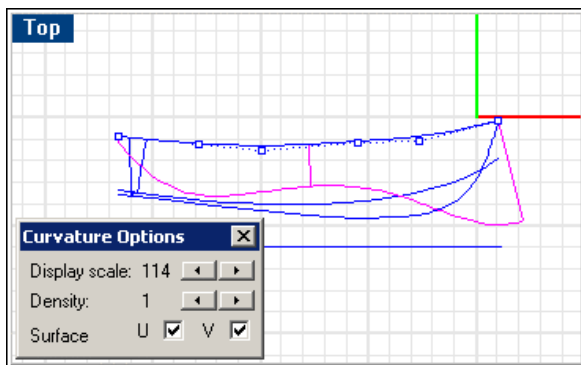 Top
Curvature Options
Display scale: 114
Density: 1
Surface U V